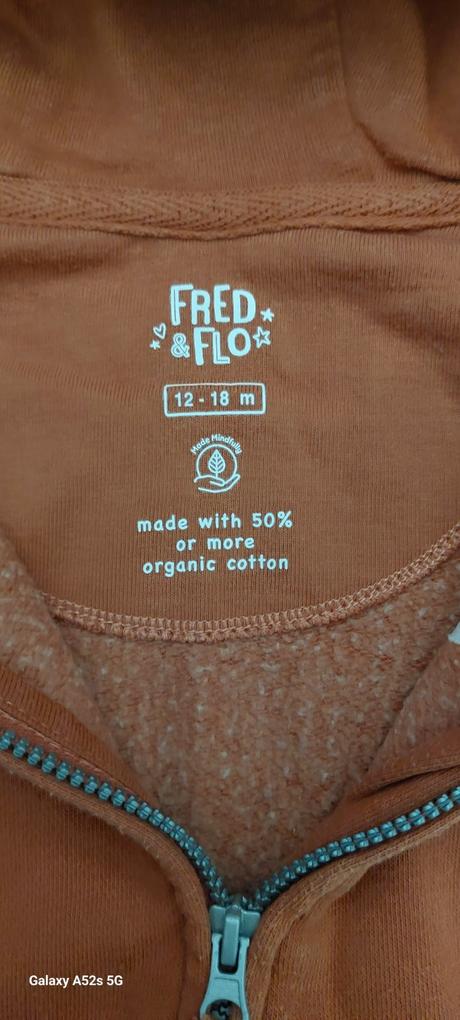 FRED
& FLO
12 - 18 m
Made Mindfully
made with 50%
or more
organic cotton
Galaxy A52s 5G